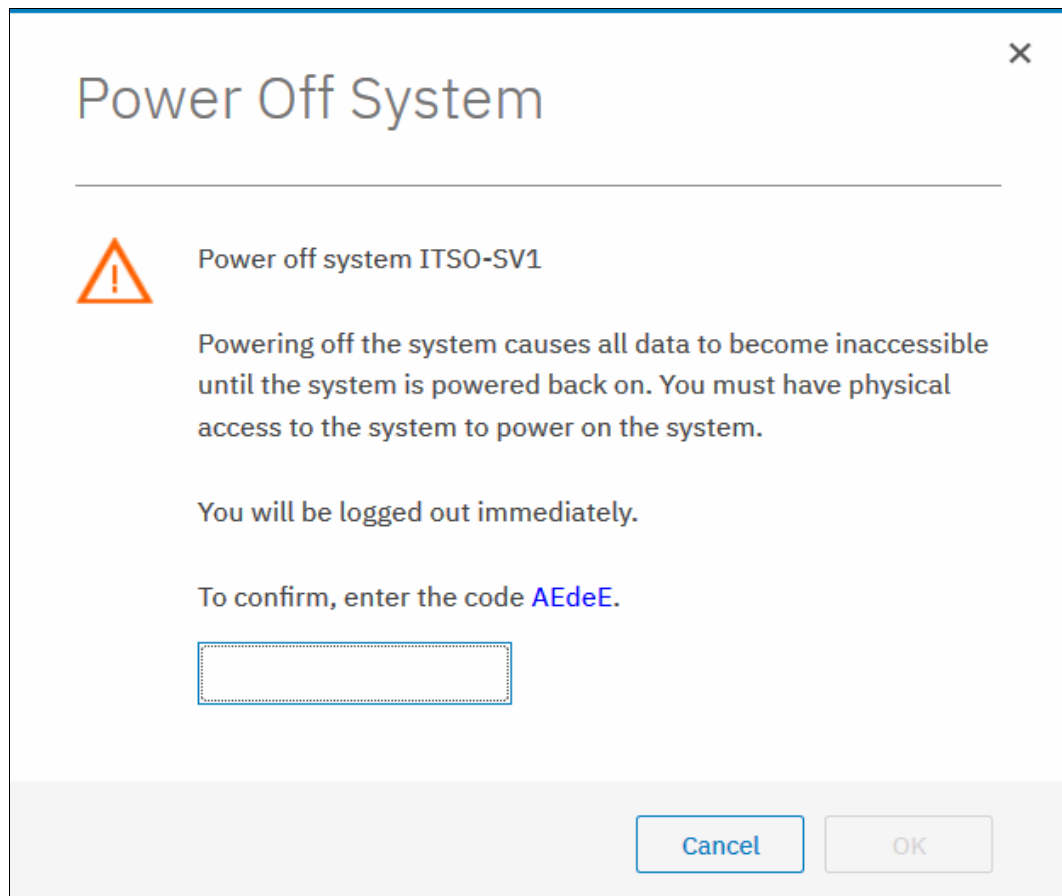 Power Off System
Power off system ITSO-SV1
Powering off the system causes all data to become inaccessible
until the system is powered back on. You must have physical
access to the system to power on the system.
You will be logged out immediately.
To confirm, enter the code AEdeE.
Cancel
OK